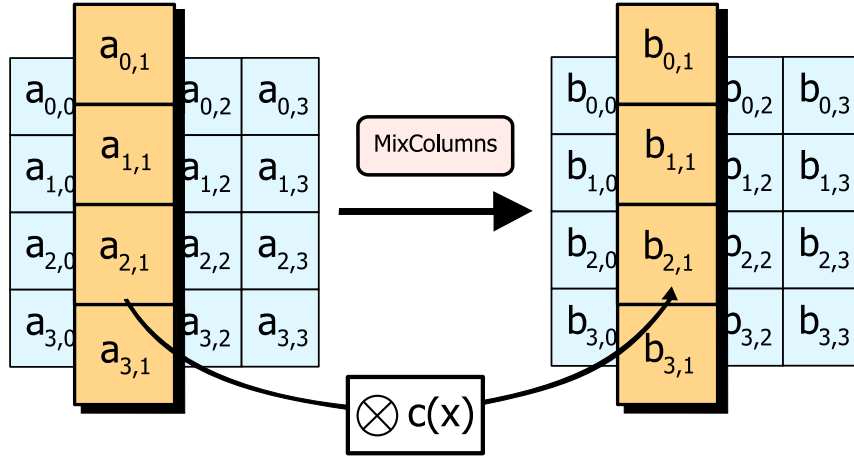 a0,1 b0,1
a0,0 a0,2 a0,3 b0,0 b0,2 b0,3
MixColumns
a1,1 b1,1
a1,0 a1,2 a1,3 b1,0 b1,2 b1,3
a2,1 b2,1
a2,0 a2,2 a2,3 b2,0 b2,2 b2,3
a3,0 a3,2 a3,3 b3,0 b3,2 b3,3
a3,1 b3,1
⊗ c(x)